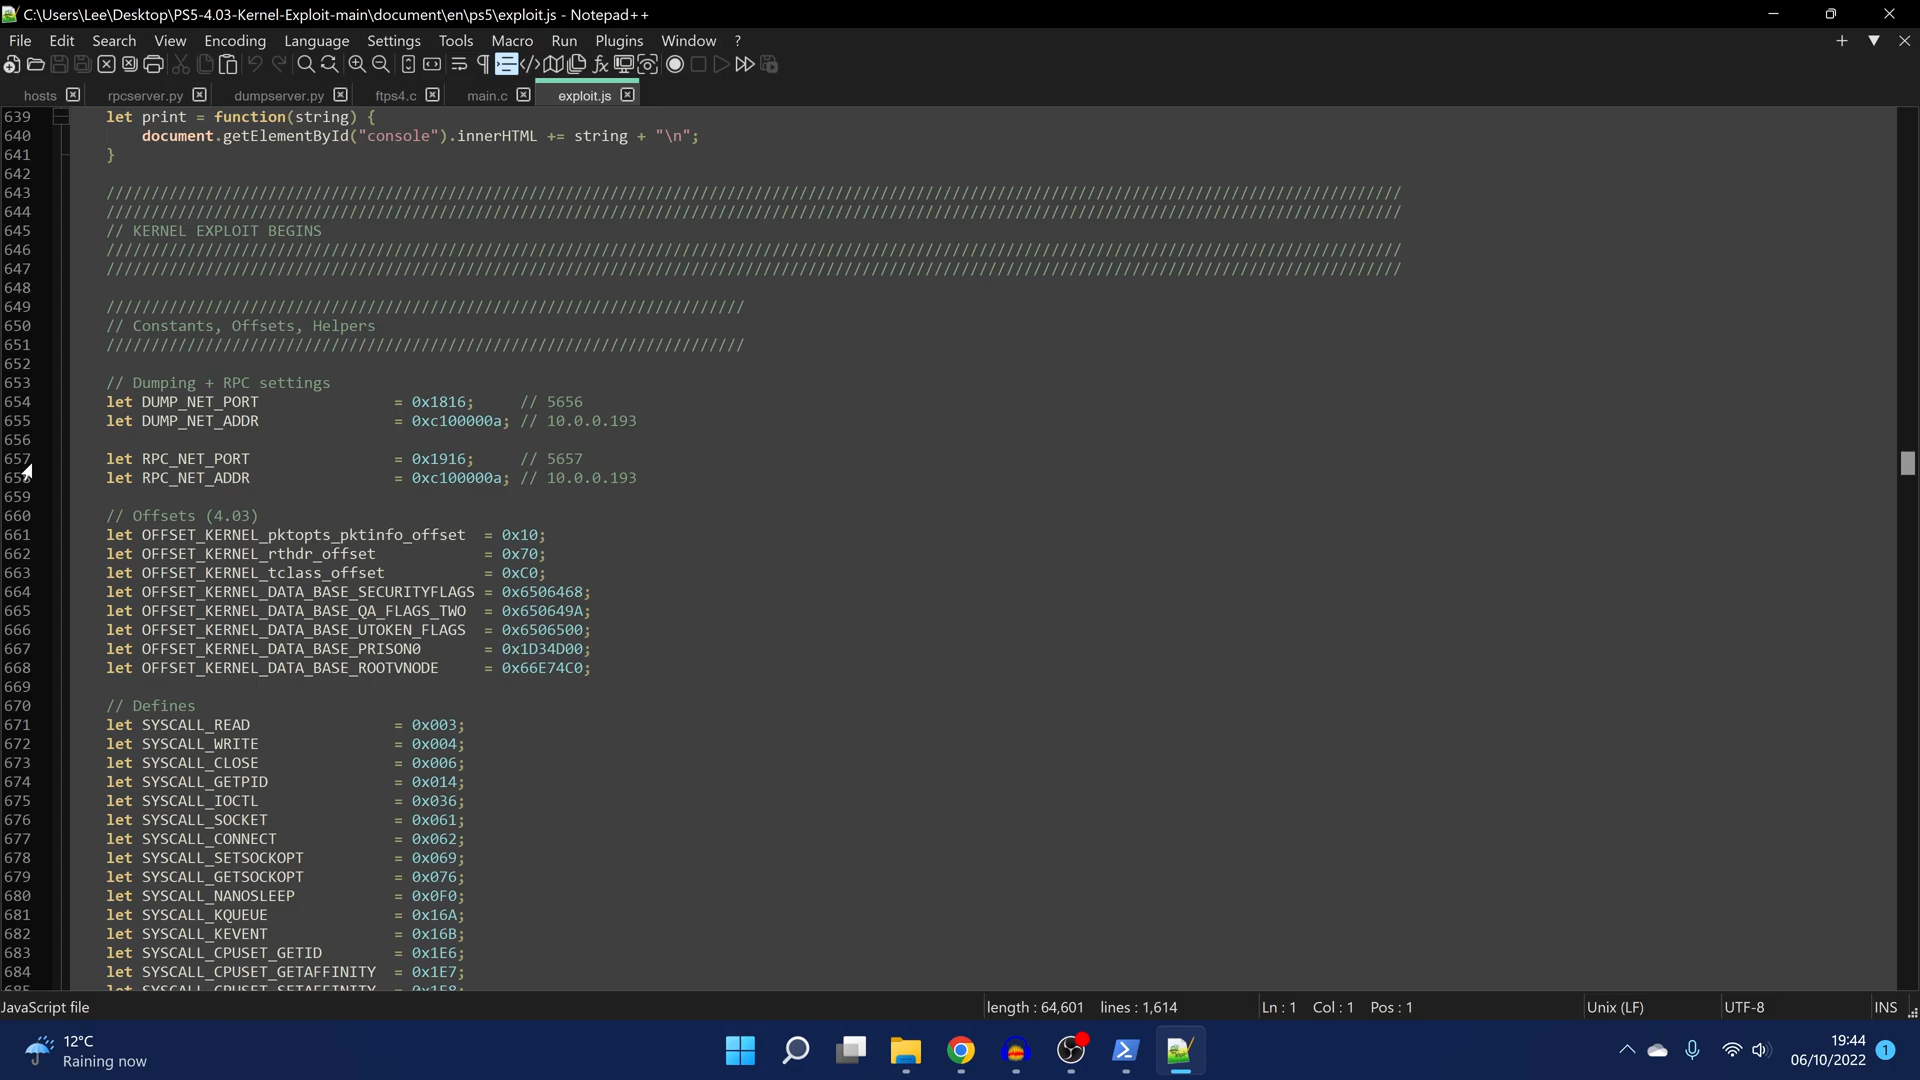 C:\Users\Lee\Desktop\PS5-4.03-Kernel-Exploit-main\document\en\ps5\exploit.js - Notepad++
File Edit Search View Encoding Language Settings Tools Macro Run Plugins Window ?
hosts rpcserver.py dumpserver.py ftps4.c main.c exploit.js
639 let print = function(string) {
640 document.getElementById("console").innerHTML += string + "\n";
641 }
642
643 ////////////////////////////////////////////////////////////////////////////////////////////////////////////////////////////////////////////////
644 ////////////////////////////////////////////////////////////////////////////////////////////////////////////////////////////////////////////////
645 // KERNEL EXPLOIT BEGINS
646 ////////////////////////////////////////////////////////////////////////////////////////////////////////////////////////////////////////////////
647 ////////////////////////////////////////////////////////////////////////////////////////////////////////////////////////////////////////////////
648
649 ///////////////////////////////////////////////////////////////////////
650 // Constants, Offsets, Helpers
651 ///////////////////////////////////////////////////////////////////////
652
653 // Dumping + RPC settings
654 let DUMP_NET_PORT = 0x1816; // 5656
655 let DUMP_NET_ADDR = 0xc100000a; // 10.0.0.193
656
657 let RPC_NET_PORT = 0x1916; // 5657
658 let RPC_NET_ADDR = 0xc100000a; // 10.0.0.193
659
660 // Offsets (4.03)
661 let OFFSET_KERNEL_pktopts_pktinfo_offset = 0x10;
662 let OFFSET_KERNEL_rthdr_offset = 0x70;
663 let OFFSET_KERNEL_tclass_offset = 0xC0;
664 let OFFSET_KERNEL_DATA_BASE_SECURITYFLAGS = 0x6506468;
665 let OFFSET_KERNEL_DATA_BASE_QA_FLAGS_TWO = 0x650649A;
666 let OFFSET_KERNEL_DATA_BASE_UTOKEN_FLAGS = 0x6506500;
667 let OFFSET_KERNEL_DATA_BASE_PRISON0 = 0x1D34D00;
668 let OFFSET_KERNEL_DATA_BASE_ROOTVNODE = 0x66E74C0;
669
670 // Defines
671 let SYSCALL_READ = 0x003;
672 let SYSCALL_WRITE = 0x004;
673 let SYSCALL_CLOSE = 0x006;
674 let SYSCALL_GETPID = 0x014;
675 let SYSCALL_IOCTL = 0x036;
676 let SYSCALL_SOCKET = 0x061;
677 let SYSCALL_CONNECT = 0x062;
678 let SYSCALL_SETSOCKOPT = 0x069;
679 let SYSCALL_GETSOCKOPT = 0x076;
680 let SYSCALL_NANOSLEEP = 0x0F0;
681 let SYSCALL_KQUEUE = 0x16A;
682 let SYSCALL_KEVENT = 0x16B;
683 let SYSCALL_CPUSET_GETID = 0x1E6;
684 let SYSCALL_CPUSET_GETAFFINITY = 0x1E7;
685 let SYSCALL_CPUSET_SETAFFINITY = 0x1E8;
JavaScript file length : 64,601 lines : 1,614 Ln : 1 Col : 1 Pos : 1 Unix (LF) UTF-8 INS
12°C
Raining now
19:44
06/10/2022 1